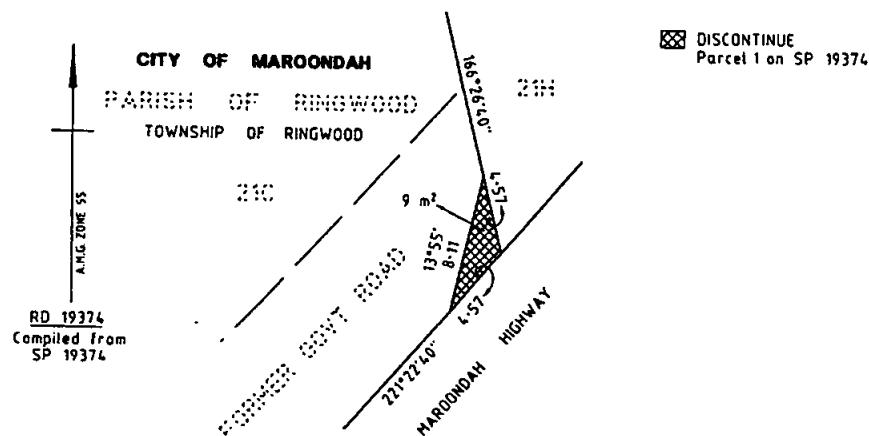 CITY OF MAROONDAH
PARISH OF RINGWOOD
TOWNSHIP OF RINGWOOD
21C
21H
166°26'40"
DISCONTINUE
Parcel 1 on SP 19374
A.M.G. ZONE 55
9 m²
4·57
13°55'
8·11
4·57
FORMER GOVT ROAD
221°22'40"
MAROONDAH HIGHWAY
RD 19374
Compiled from
SP 19374